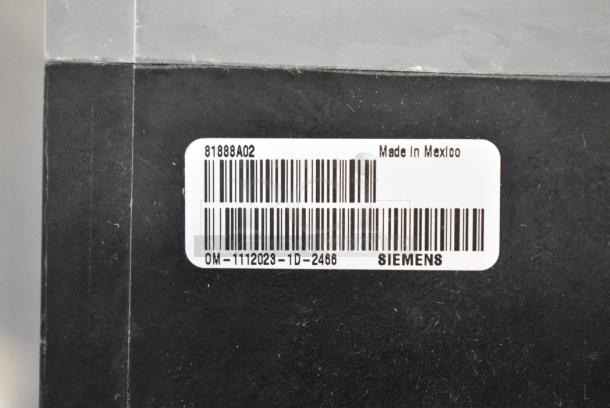 81888A02 Made in Mexico
OM-1112023-1D-2466 SIEMENS